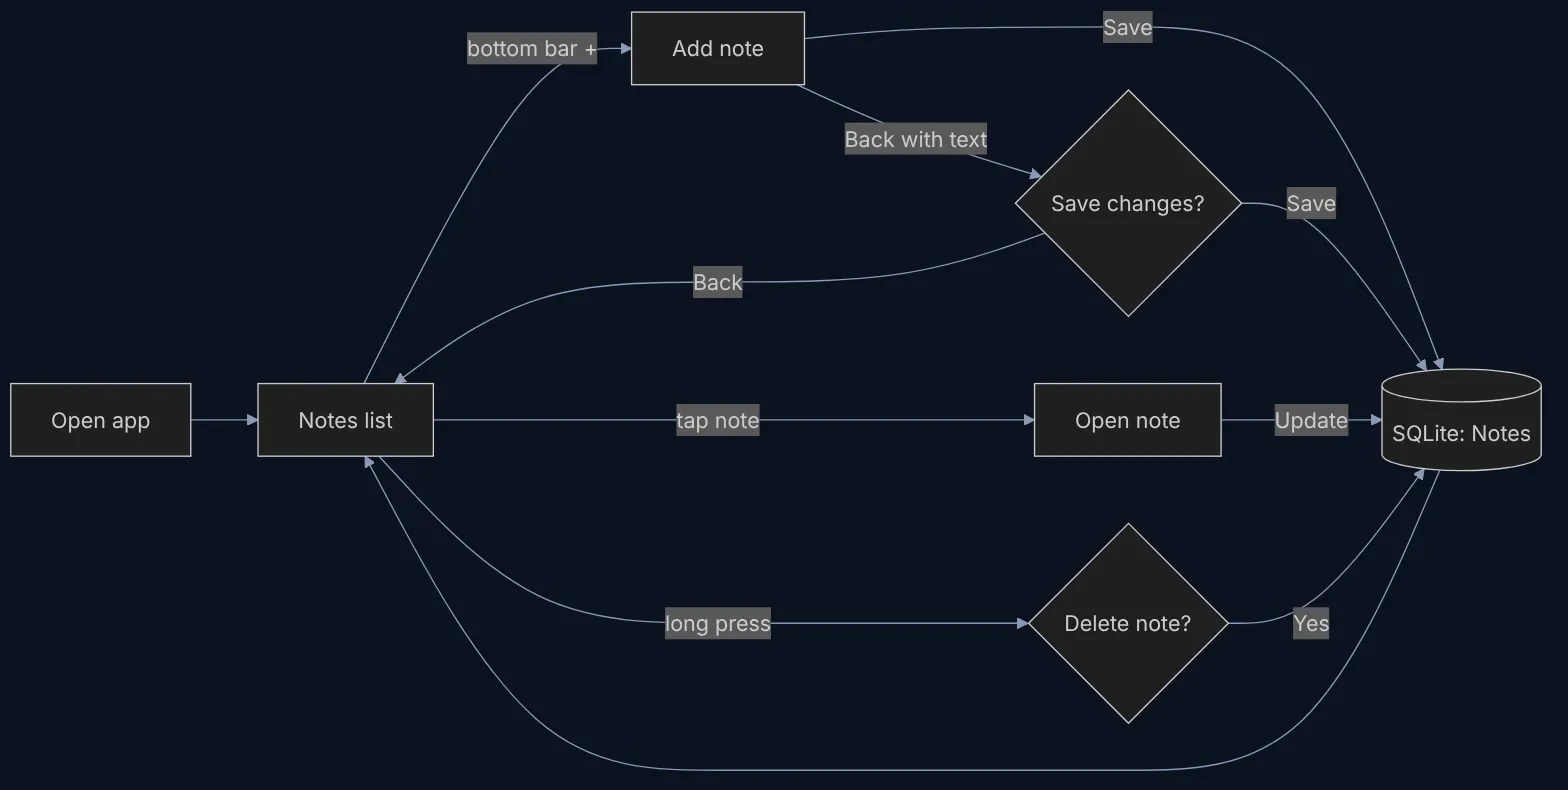 bottom bar +
Add note
Save
Back with text
Save changes?
Save
Back
Open app
Notes list
tap note
Open note
Update
SQLite: Notes
long press
Delete note?
Yes